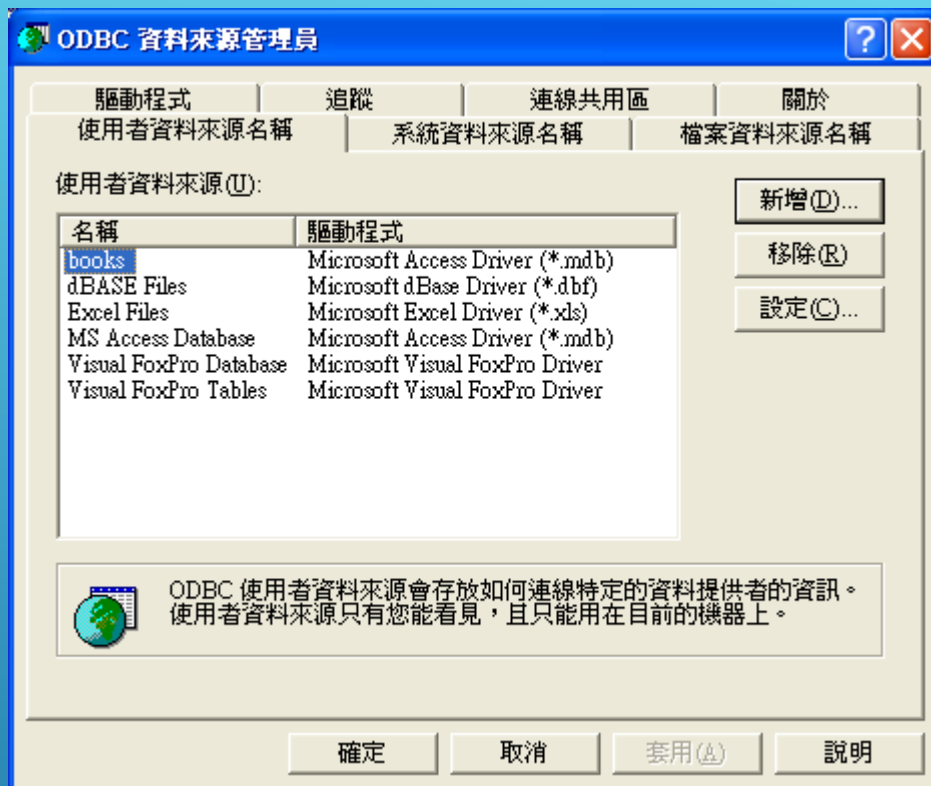 ODBC 資料來源管理員
驅動程式 追蹤 連線共用區 關於
使用者資料來源名稱 系統資料來源名稱 檔案資料來源名稱
使用者資料來源(U):
新增(D)...
移除(R)
設定(C)...
名稱 驅動程式
books Microsoft Access Driver (*.mdb)
dBASE Files Microsoft dBase Driver (*.dbf)
Excel Files Microsoft Excel Driver (*.xls)
MS Access Database Microsoft Access Driver (*.mdb)
Visual FoxPro Database Microsoft Visual FoxPro Driver
Visual FoxPro Tables Microsoft Visual FoxPro Driver
ODBC 使用者資料來源會存放如何連線特定的資料提供者的資訊。
使用者資料來源只有您能看見，且只能用在目前的機器上。
確定 取消 套用(A) 說明